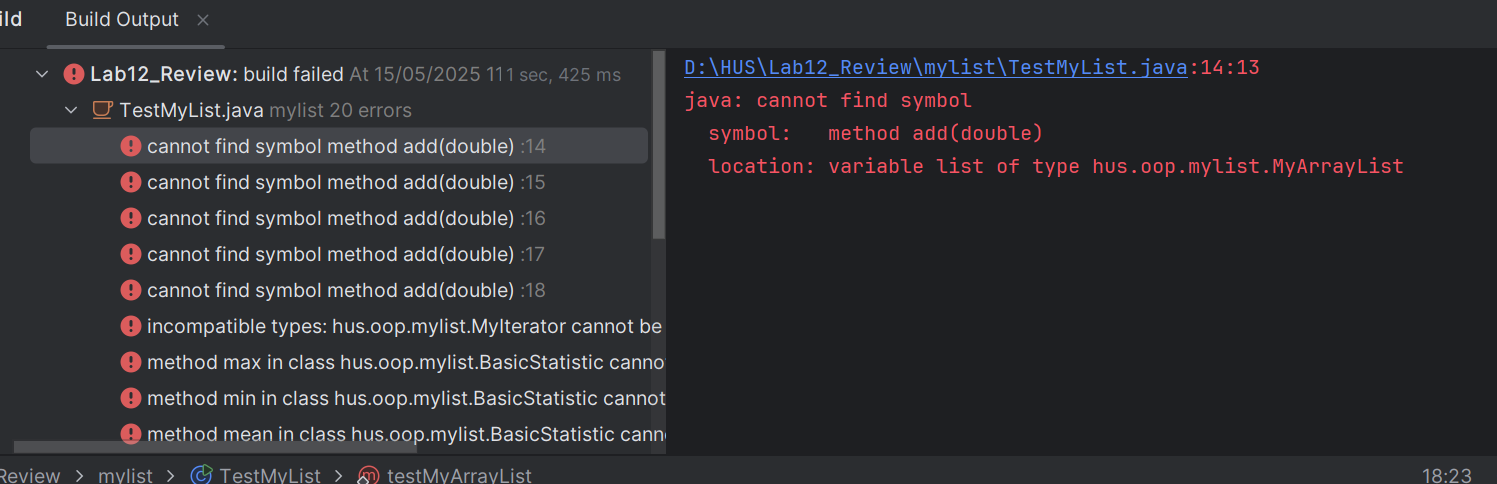 ild Build Output ×
Lab12_Review: build failed At 15/05/2025 11 1 sec, 425 ms
TestMyList.java mylist 20 errors
cannot find symbol method add(double) :14
cannot find symbol method add(double) :15
cannot find symbol method add(double) :16
cannot find symbol method add(double) :17
cannot find symbol method add(double) :18
incompatible types: hus.oop.mylist.MyIterator cannot be
method max in class hus.oop.mylist.BasicStatistic canno
method min in class hus.oop.mylist.BasicStatistic cannot
method mean in class hus.oop.mylist.BasicStatistic cann
D:\HUS\Lab12_Review\mylist\TestMyList.java:14:13
java: cannot find symbol
symbol: method add(double)
location: variable list of type hus.oop.mylist.MyArrayList
Review > mylist > TestMyList > testMyArrayList 18:23